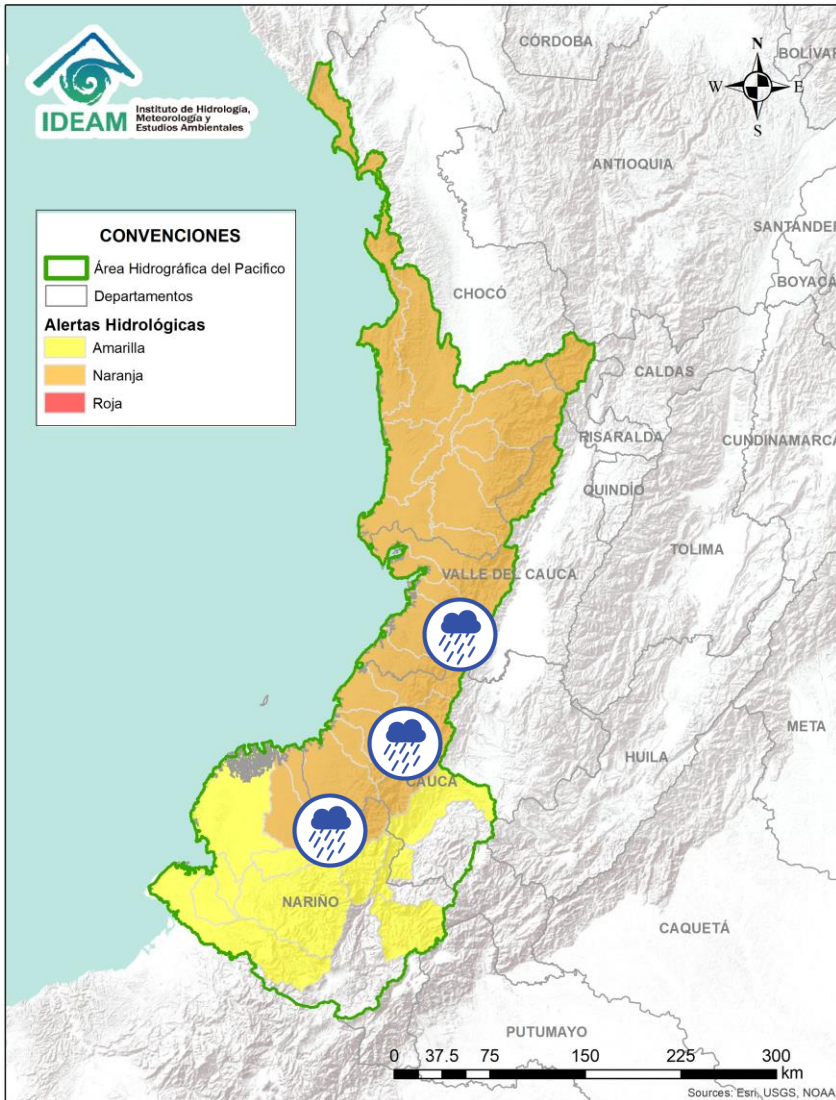 CÓRDOBA
BOLÍVAR
N
W
E
S
IDEAM
Instituto de Hidrología,
Meteorología y
Estudios Ambientales
ANTIOQUIA
SANTANDER
CONVENCIONES
Área Hidrográfica del Pacifico
Departamentos
Alertas Hidrológicas
Amarilla
Naranja
Roja
BOYACÁ
CHOCÓ
CALDAS
RISARALDA
CUNDINAMARCA
QUINDÍO
TOLIMA
VALLE DEL CAUCA
META
HUILA
CAUCA
NARIÑO
CAQUETÁ
PUTUMAYO
0 37.5 75 150 225 300
km
Sources: Esri, USGS, NOAA